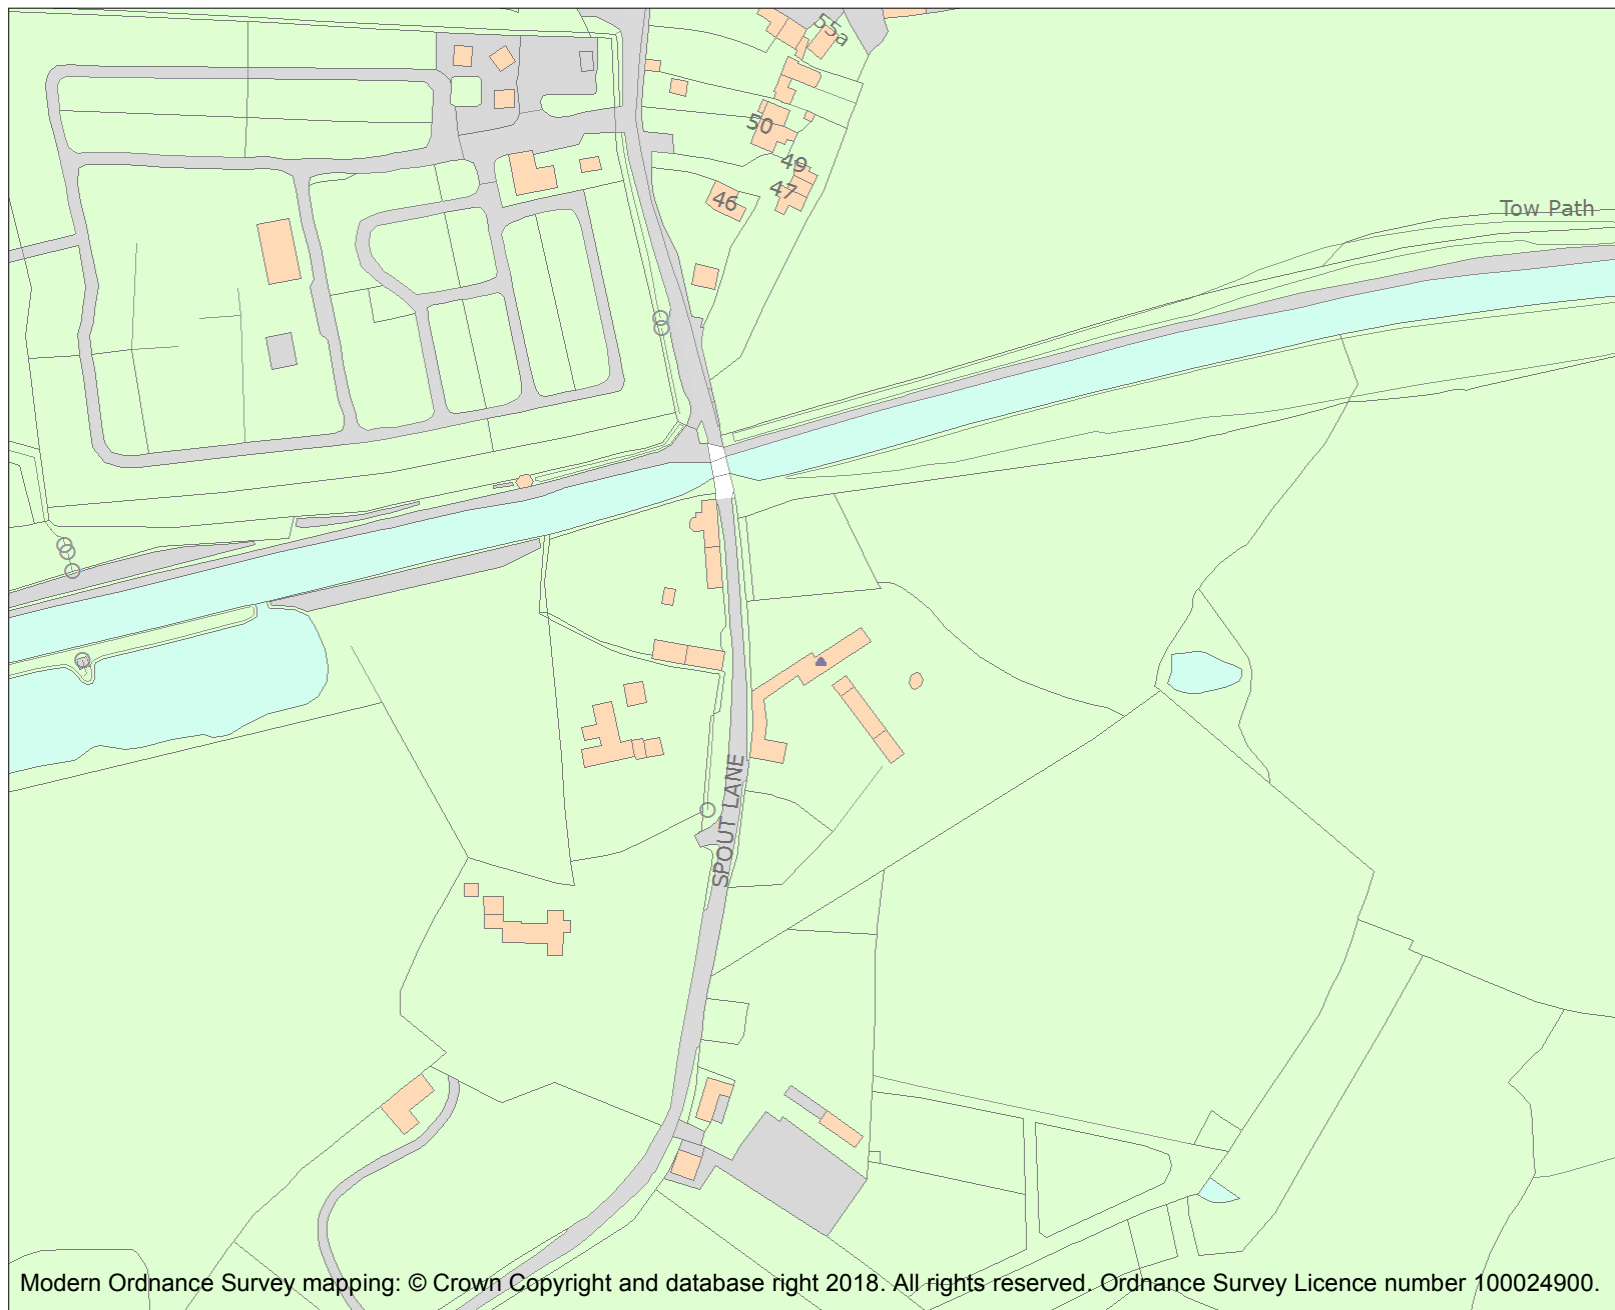 55a
50
49
47
46
Tow Path
SPOUT LANE
Modern Ordnance Survey mapping: © Crown Copyright and database right 2018. All rights reserved. Ordnance Survey Licence number 100024900.